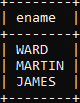 +--------+
| ename  |
+--------+
| WARD   |
| MARTIN |
| JAMES  |
+--------+